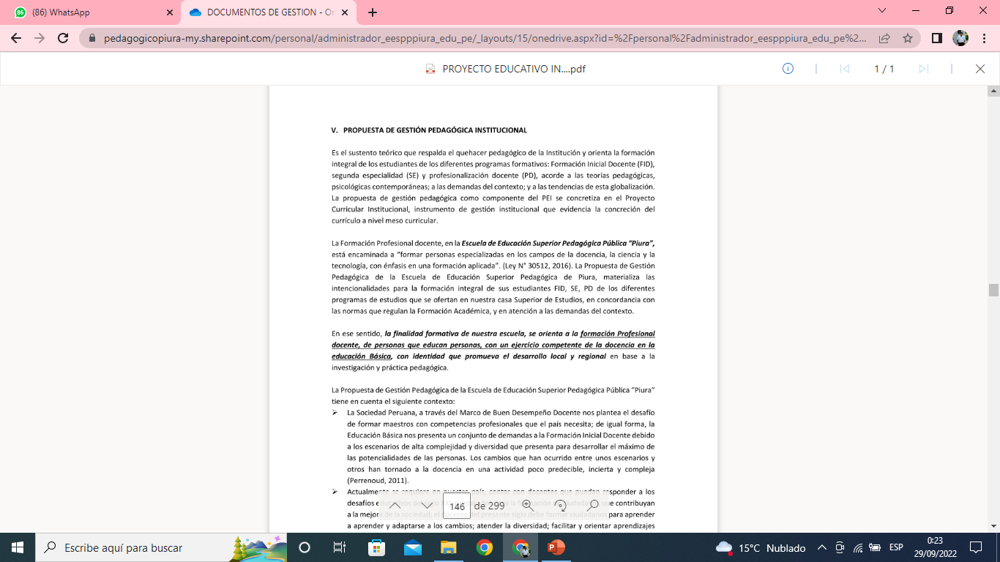 (86) WhatsApp
DOCUMENTOS DE GESTION - On
pedagogicopiura-my.sharepoint.com/personal/administrador_eespppiura_edu_pe/_layouts/15/onedrive.aspx?id=%2Fpersonal%2Fadministrador_eespppiura_edu_pe%2...
PROYECTO EDUCATIVO IN....pdf
1 / 1
V. PROPUESTA DE GESTIÓN PEDAGÓGICA INSTITUCIONAL
Es el sustento teórico que respalda el quehacer pedagógico de la Institución y orienta la formación
integral de los estudiantes de los diferentes programas formativos: Formación Inicial Docente (FID),
segunda especialidad (SE) y profesionalización docente (PD), acorde a las teorías pedagógicas,
psicológicas contemporáneas; a las demandas del contexto; y a las tendencias de esta globalización.
La propuesta de gestión pedagógica como componente del PEI se concretiza en el Proyecto
Curricular Institucional, instrumento de gestión institucional que evidencia la concreción del
currículo a nivel meso curricular.
La Formación Profesional docente, en la Escuela de Educación Superior Pedagógica Pública “Piura”,
está encaminada a “formar personas especializadas en los campos de la docencia, la ciencia y la
tecnología, con énfasis en una formación aplicada”. (Ley N° 30512, 2016). La Propuesta de Gestión
Pedagógica de la Escuela de Educación Superior Pedagógica de Piura, materializa las
intencionalidades para la formación integral de sus estudiantes FID, SE, PD de los diferentes
programas de estudios que se ofertan en nuestra casa Superior de Estudios, en concordancia con
las normas que regulan la Formación Académica, y en atención a las demandas del contexto.
En ese sentido, la finalidad formativa de nuestra escuela, se orienta a la formación Profesional
docente, de personas que educan personas, con un ejercicio competente de la docencia en la
educación Básica, con identidad que promueva el desarrollo local y regional en base a la
investigación y práctica pedagógica.
La Propuesta de Gestión Pedagógica de la Escuela de Educación Superior Pedagógica Pública “Piura”
tiene en cuenta el siguiente contexto:
La Sociedad Peruana, a través del Marco de Buen Desempeño Docente nos plantea el desafío
de formar maestros con competencias profesionales que el país necesita; de igual forma, la
Educación Básica nos presenta un conjunto de demandas a la Formación Inicial Docente debido
a los escenarios de alta complejidad y diversidad que presenta para desarrollar el máximo de
las potencialidades de las personas. Los cambios que han ocurrido entre unos escenarios y
otros han tornado a la docencia en una actividad poco predecible, incierta y compleja
(Perrenoud, 2011).
Actualmente se requiere en nuestro país, contar con docentes que puedan responder a los
desafíos que contribuyan
a la mejora de la sociedad; el docente del presente siglo debe formar ciudadanos para aprender
a aprender y adaptarse a los cambios; atender la diversidad; facilitar y orientar aprendizajes
146 de 299
Escribe aquí para buscar
15°C Nublado
ESP
0:23
29/09/2022